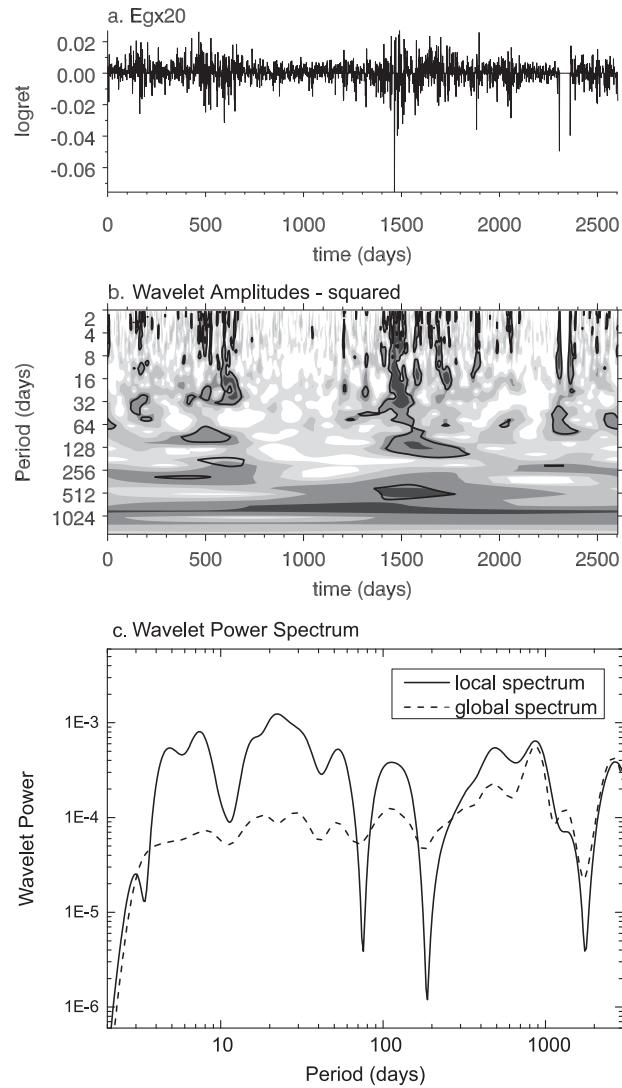 a. Egx20
logret
0.02
0.00
-0.02
-0.04
-0.06
0 500 1000 1500 2000 2500
time (days)
b. Wavelet Amplitudes - squared
Period (days)
2
4
8
16
32
64
128
256
512
1024
0 500 1000 1500 2000 2500
time (days)
c. Wavelet Power Spectrum
local spectrum
global spectrum
Wavelet Power
1E-3
1E-4
1E-5
1E-6
10 100 1000
Period (days)